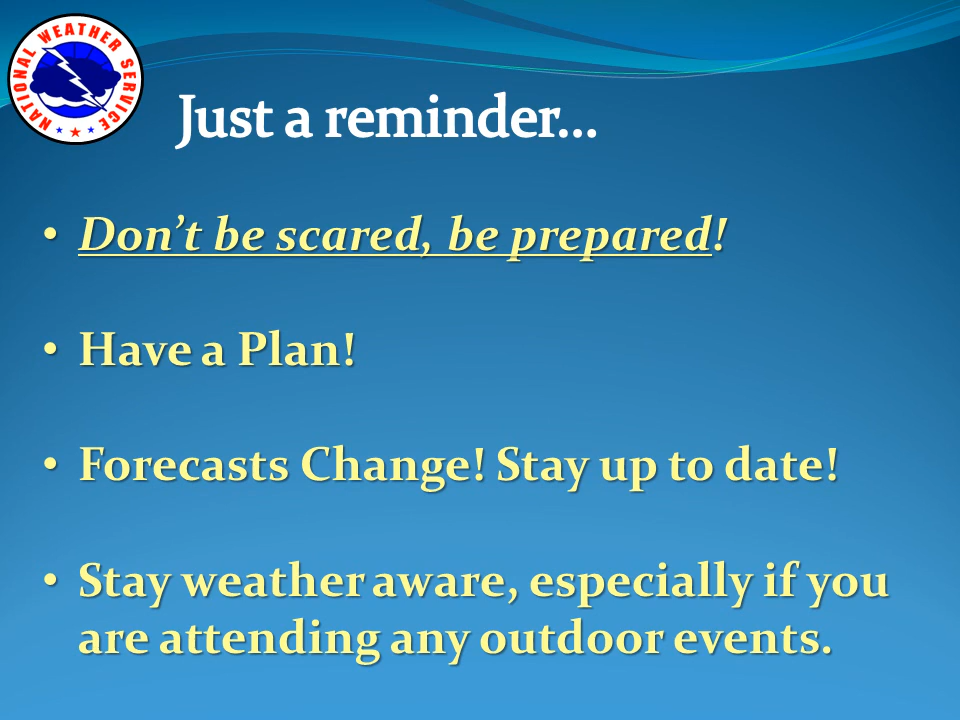 NATIONAL WEATHER SERVICE
Just a reminder…
• Don’t be scared, be prepared!
• Have a Plan!
• Forecasts Change! Stay up to date!
• Stay weather aware, especially if you
are attending any outdoor events.